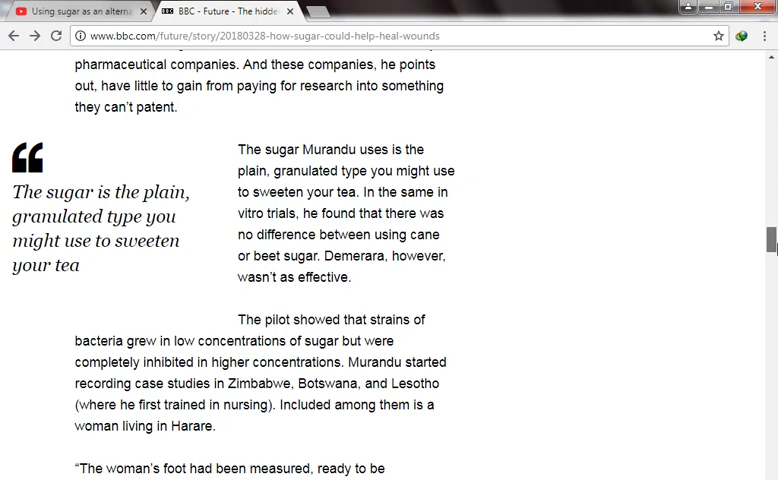 Using sugar as an alterna
BBC - Future - The hidde
www.bbc.com/future/story/20180328-how-sugar-could-help-heal-wounds
pharmaceutical companies. And these companies, he points
out, have little to gain from paying for research into something
they can't patent.
The sugar is the plain,
granulated type you
might use to sweeten
your tea
The sugar Murandu uses is the
plain, granulated type you might use
to sweeten your tea. In the same in
vitro trials, he found that there was
no difference between using cane
or beet sugar. Demerara, however,
wasn't as effective.
The pilot showed that strains of
bacteria grew in low concentrations of sugar but were
completely inhibited in higher concentrations. Murandu started
recording case studies in Zimbabwe, Botswana, and Lesotho
(where he first trained in nursing). Included among them is a
woman living in Harare.
“The woman's foot had been measured, ready to be